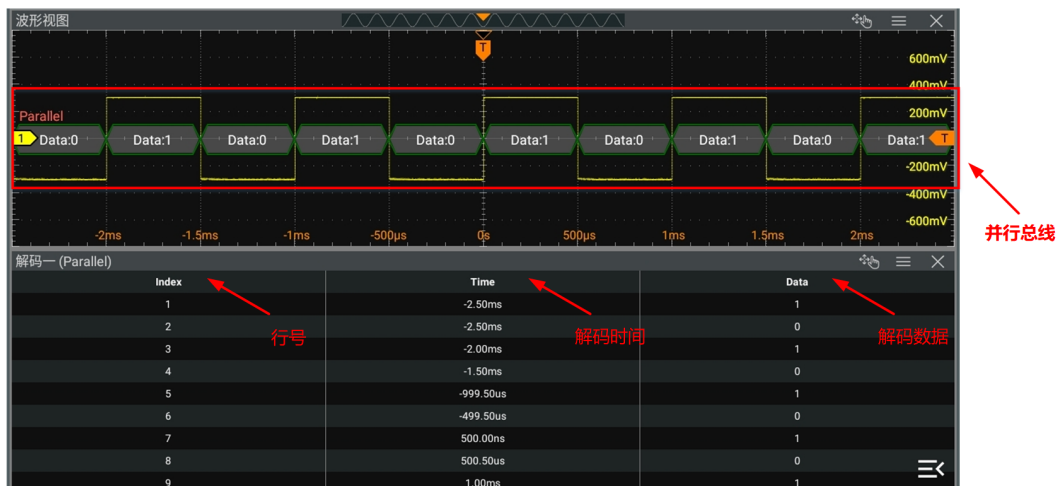 波形视图
T
600mV
400mV
Parallel
200mV
1 Data:0 Data:1 Data:0 Data:1 Data:0 Data:1 Data:0 Data:1 Data:0 Data:1 T
-200mV
-400mV
-600mV
-2ms -1.5ms -1ms -500µs 0s 500µs 1ms 1.5ms 2ms
并行总线
解码一 (Parallel)
Index Time Data
1 -2.50ms 1
2 -2.50ms 0
行号 解码时间 解码数据
3 -2.00ms 1
4 -1.50ms 0
5 -999.50us 1
6 -499.50us 0
7 500.00ns 1
8 500.50us 0
9 1.00ms 1